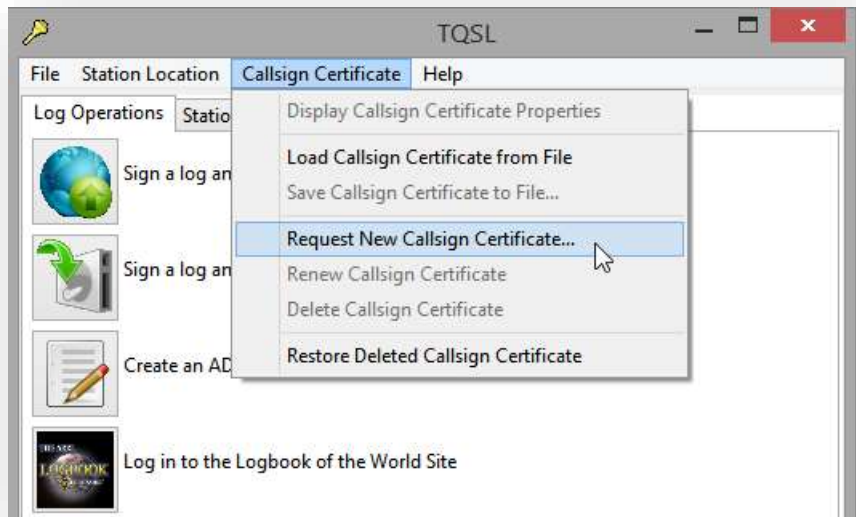 TQSL
File Station Location Callsign Certificate Help
Log Operations Statio
Display Callsign Certificate Properties
Load Callsign Certificate from File
Save Callsign Certificate to File...
Request New Callsign Certificate...
Renew Callsign Certificate
Delete Callsign Certificate
Restore Deleted Callsign Certificate
Sign a log an
Sign a log an
Create an AD
LOGBOOK
Log in to the Logbook of the World Site